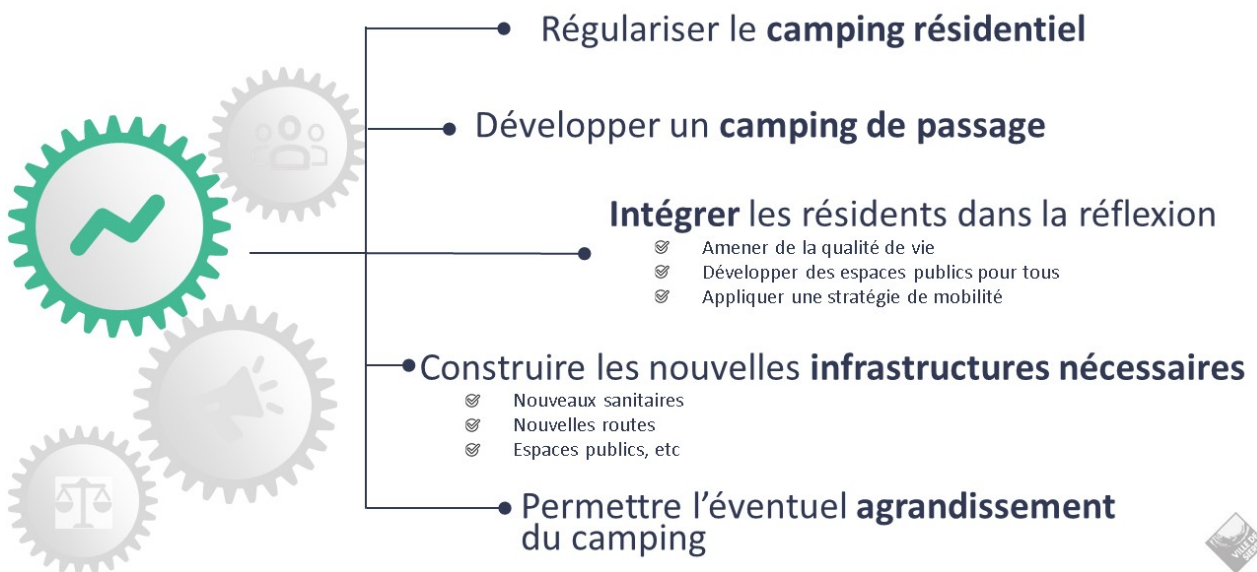 Régulariser le camping résidentiel
Développer un camping de passage
Intégrer les résidents dans la réflexion
Amener de la qualité de vie
Développer des espaces publics pour tous
Appliquer une stratégie de mobilité
Construire les nouvelles infrastructures nécessaires
Nouveaux sanitaires
Nouvelles routes
Espaces publics, etc
Permettre l'éventuel agrandissement
du camping
VILLE DE